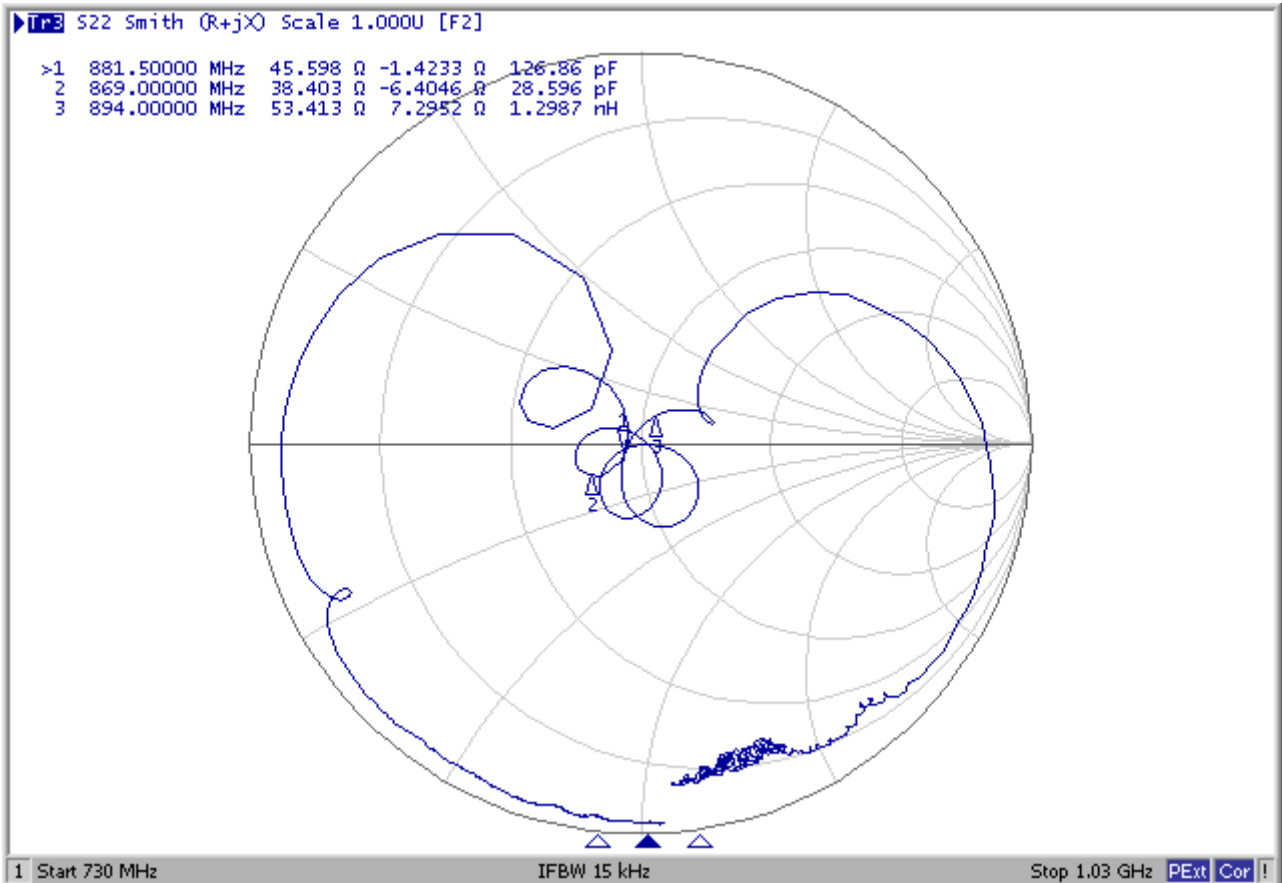 Tr3 S22 Smith (R+jX) Scale 1.000U [F2]
>1 881.50000 MHz 45.598 Ω -1.4233 Ω 126.86 pF
2 869.00000 MHz 38.403 Ω -6.4046 Ω 28.596 pF
3 894.00000 MHz 53.413 Ω 7.2952 Ω 1.2987 nH
2
1 Start 730 MHz IFBW 15 kHz Stop 1.03 GHz PExt Cor !